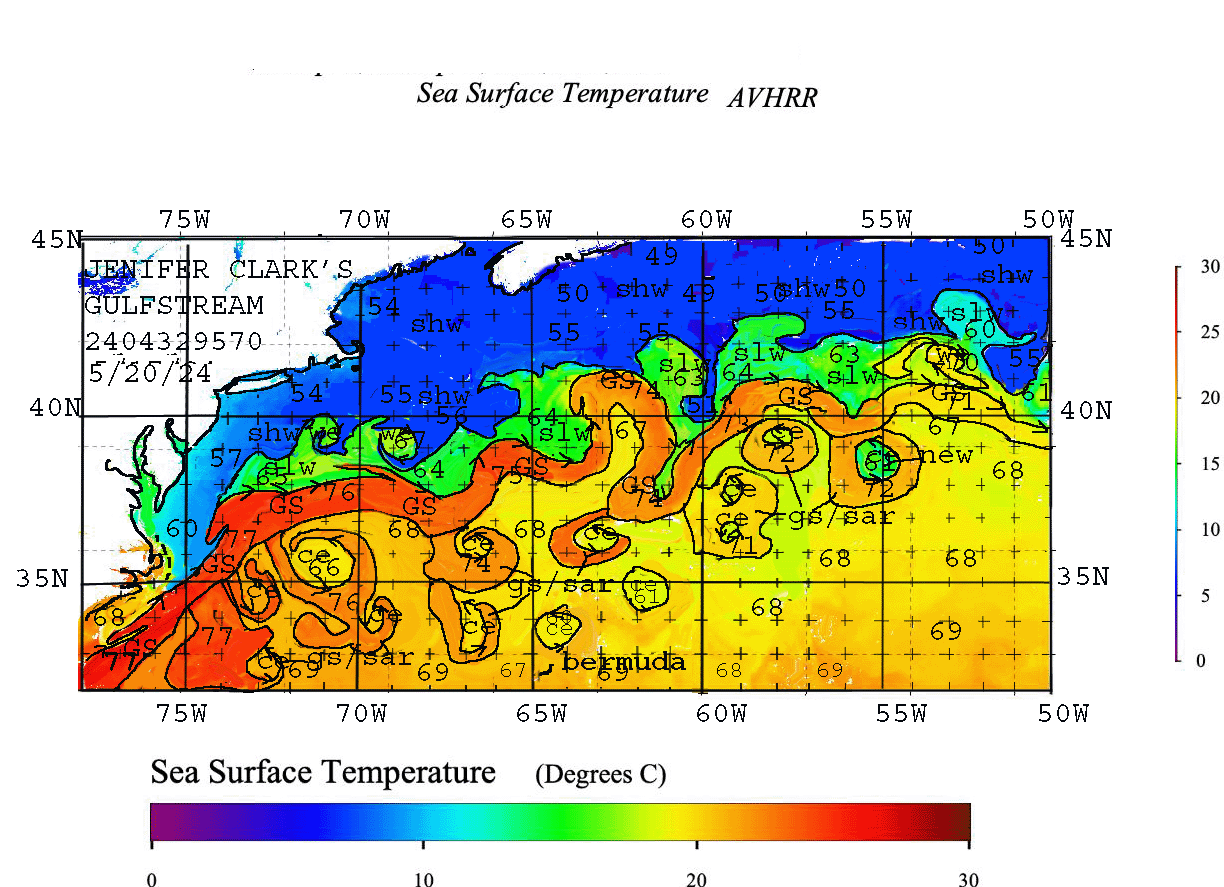 Sea Surface Temperature AVHRR
75W 70W 65W 60W 55W 50W
45N 45N
JENIFER CLARK'S 49 50 shw
GULFSTREAM 54 50 shw 49 50 shw 50
2404329570 shw 55 55 55 shw slw 60
5/20/24 slw 63 slw 64 63 slw we 70 55
54 55 shw GS 74 GS GS 71 61
40N 56 64 51 40N
shw we we 67 slw 67 73 ce 72 67
57 slw 65 64 75 GS ce 61 new 68
76 GS GS GS 74 ce 72
60 77 68 68 ce ce 71 gs/sar
GS ce 66 ce 74 68 68
35N ce 76 gs/sar ce 61 35N
68 77 ce ce ce 68 69
GS 77 ce 69 gs/sar 69 67 bermuda 69 68 69
75W 70W 65W 60W 55W 50W
30
25
20
15
10
5
0
Sea Surface Temperature (Degrees C)
0 10 20 30